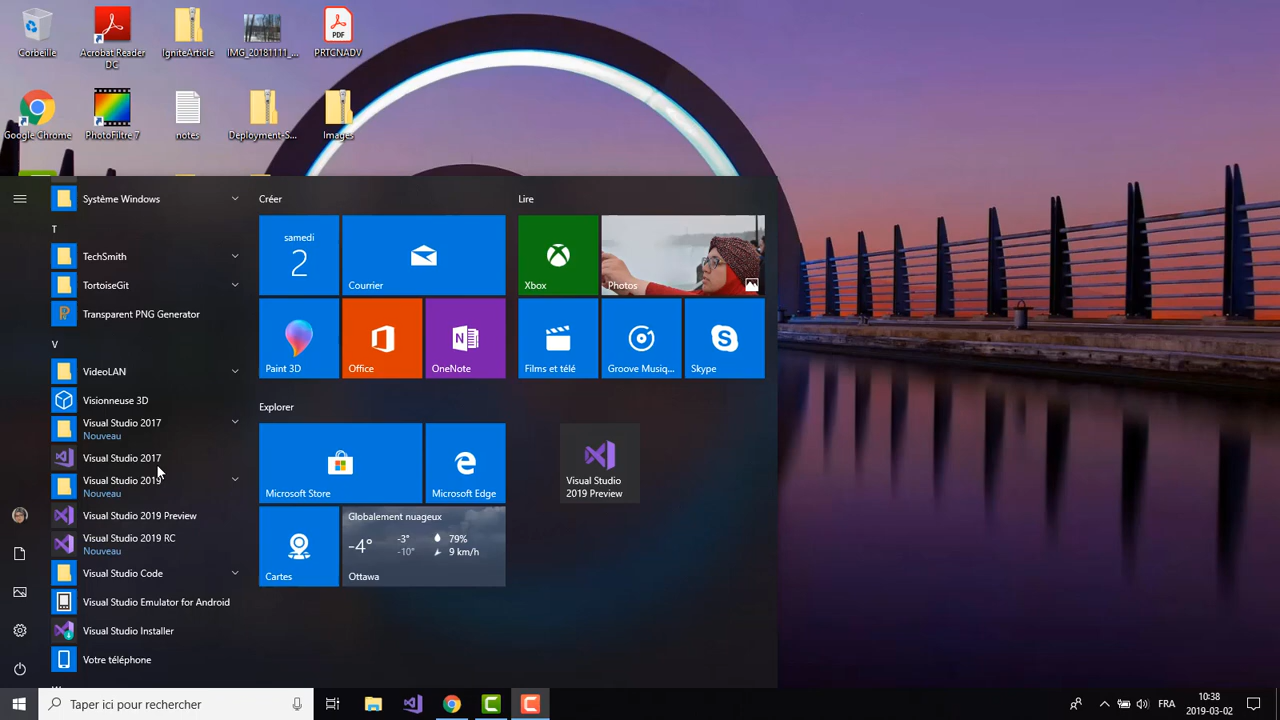 Corbeille
Acrobat Reader
DC
IgniteArticle
IMG_20181111_...
PRTCNADV
PDF
Google Chrome
PhotoFiltre 7
notes
Deployment-S...
Images
Système Windows
T
TechSmith
TortoiseGit
Transparent PNG Generator
V
VideoLAN
Visionneuse 3D
Visual Studio 2017
Nouveau
Visual Studio 2017
Visual Studio 2019
Nouveau
Visual Studio 2019 Preview
Visual Studio 2019 RC
Nouveau
Visual Studio Code
Visual Studio Emulator for Android
Visual Studio Installer
Votre téléphone
Créer
samedi
2
Courrier
Paint 3D
Office
OneNote
Explorer
Microsoft Store
Microsoft Edge
Cartes
Globalement nuageux
-4°
-3°
-10°
79%
9 km/h
Ottawa
Lire
Xbox
Photos
Films et télé
Groove Musiq...
Skype
Visual Studio
2019 Preview
Taper ici pour rechercher
FRA
0:38
2019-03-02